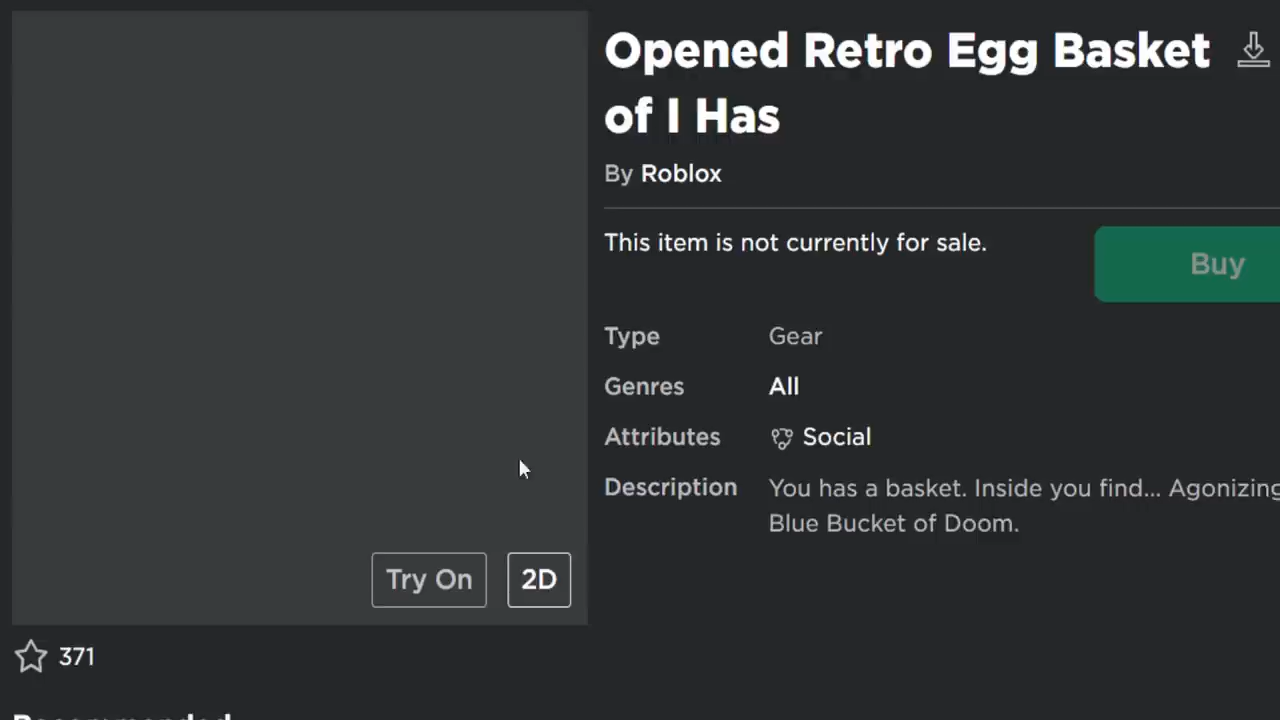 Opened Retro Egg Basket
of I Has
By Roblox
This item is not currently for sale.
Buy
Type
Gear
Genres
All
Attributes
Social
Description
You has a basket. Inside you find... Agonizing
Blue Bucket of Doom.
Try On
2D
371
Recommended